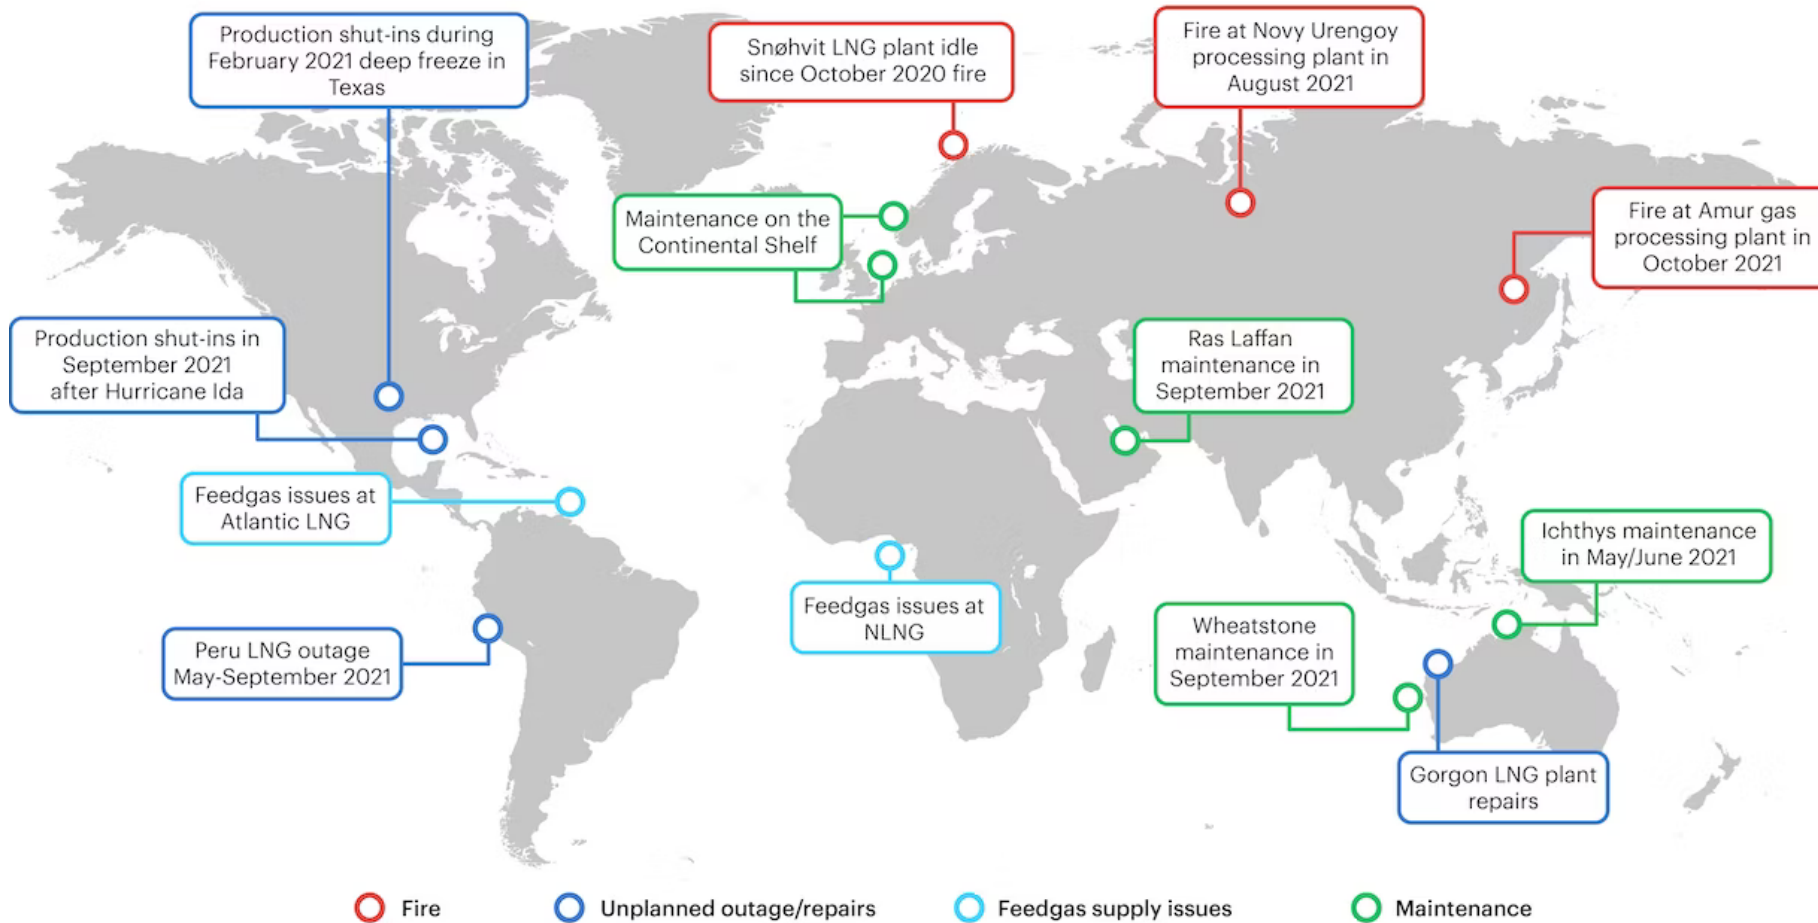 Production shut-ins during
February 2021 deep freeze in
Texas
Snøhvit LNG plant idle
since October 2020 fire
Fire at Novy Urengoy
processing plant in
August 2021
Maintenance on the
Continental Shelf
Fire at Amur gas
processing plant in
October 2021
Production shut-ins in
September 2021
after Hurricane Ida
Ras Laffan
maintenance in
September 2021
Feedgas issues at
Atlantic LNG
Ichthys maintenance
in May/June 2021
Feedgas issues at
NLNG
Wheatstone
maintenance in
September 2021
Peru LNG outage
May-September 2021
Gorgon LNG plant
repairs
Fire
Unplanned outage/repairs
Feedgas supply issues
Maintenance